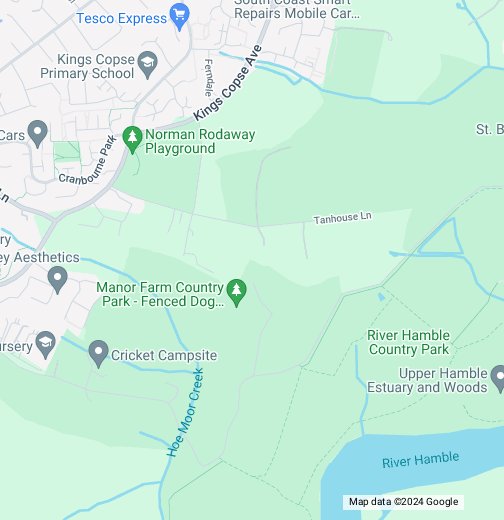 South Coast Smart
Repairs Mobile Car...
Tesco Express
Kings Copse
Primary School
Ferndale
Kings Copse Ave
Cars
Norman Rodaway
Playground
St. B
Cranbourne Park
Ln
Tanhouse Ln
ry
ey Aesthetics
Manor Farm Country
Park - Fenced Dog...
ursery
Cricket Campsite
River Hamble
Country Park
Upper Hamble
Estuary and Woods
Hoe Moor Creek
River Hamble
Map data ©2024 Google